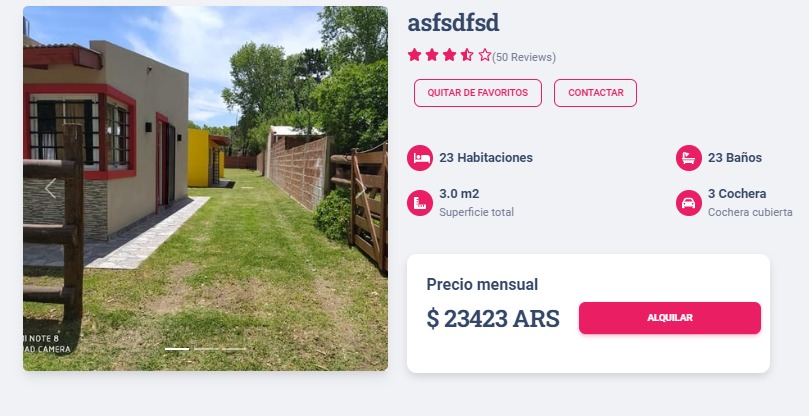 asfsdfsd
(50 Reviews)
QUITAR DE FAVORITOS CONTACTAR
23 Habitaciones 23 Baños
3.0 m2 3 Cochera
Superficie total Cochera cubierta
Precio mensual
$ 23423 ARS ALQUILAR
NOTE 8
AD CAMERA